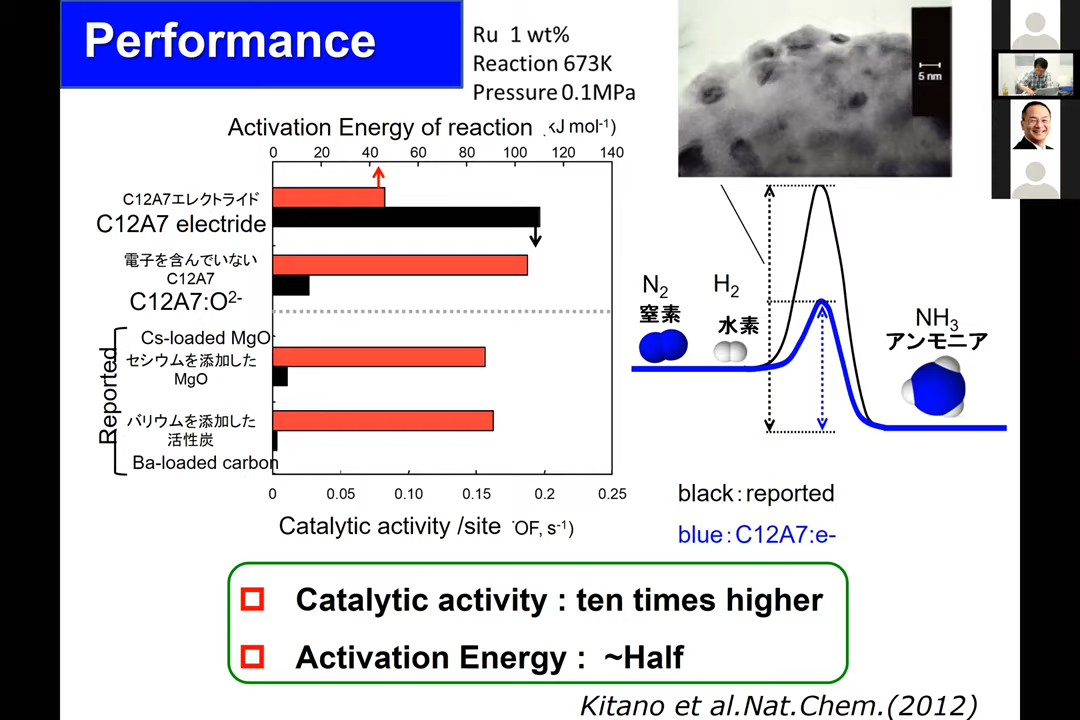 Performance
Ru 1 wt%
Reaction 673K
Pressure 0.1MPa
5 nm
Activation Energy of reaction kJ mol-1)
0 20 40 60 80 100 120 140
C12A7エレクトライド
C12A7 electride
電子を含んでいない
C12A7
C12A7:O2-
Reported
Cs-loaded MgO
セシウムを添加した
MgO
バリウムを添加した
活性炭
Ba-loaded carbon
0 0.05 0.10 0.15 0.2 0.25
Catalytic activity /site OF, s-1)
N2
窒素
H2
水素
NH3
アンモニア
black:reported
blue:C12A7:e-
Catalytic activity : ten times higher
Activation Energy : ~Half
Kitano et al.Nat.Chem.(2012)